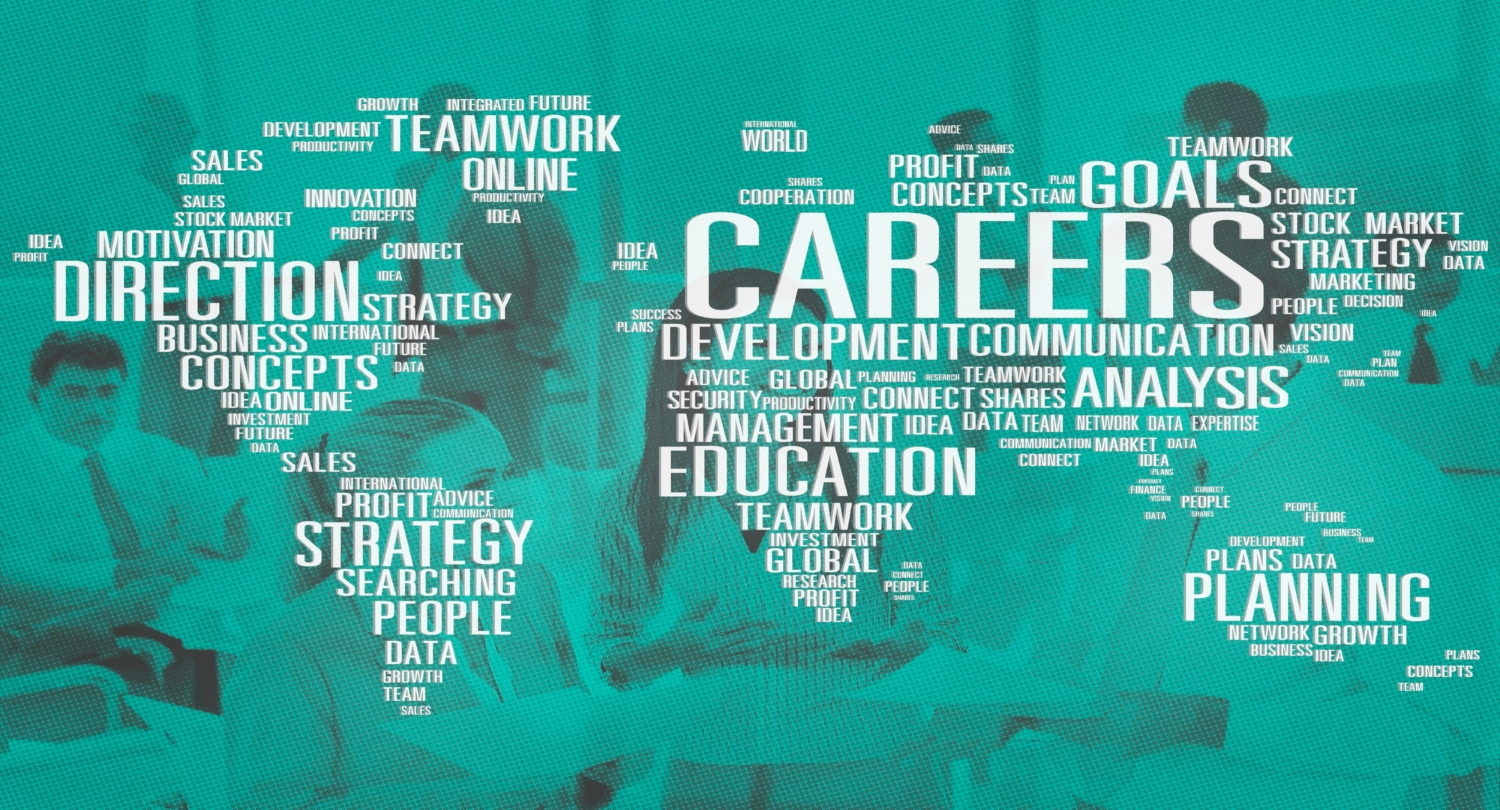 GROWTH INTEGRATED FUTURE
DEVELOPMENT TEAMWORK
PRODUCTIVITY
SALES ONLINE
GLOBAL
INNOVATION PRODUCTIVITY
SALES
STOCK MARKET CONCEPTS IDEA
PROFIT
IDEA MOTIVATION CONNECT
PROFIT
DIRECTION IDEA
STRATEGY
BUSINESS INTERNATIONAL
FUTURE
CONCEPTS DATA
IDEA ONLINE
INVESTMENT
FUTURE
DATA
SALES
INTERNATIONAL
PROFIT ADVICE
COMMUNICATION
STRATEGY
SEARCHING
PEOPLE
DATA
GROWTH
TEAM
SALES
INTERNATIONAL
WORLD
SHARES
COOPERATION
ADVICE
DATA SHARES
PROFIT DATA
CONCEPTS TEAM PLAN
TEAMWORK
GOALS CONNECT
IDEA
PEOPLE
CAREERS
STOCK MARKET
STRATEGY VISION
DATA
MARKETING
PEOPLE DECISION
IDEA
SUCCESS
PLANS
DEVELOPMENT COMMUNICATION VISION
SALES
DATA
TEAM
PLAN
COMMUNICATION
DATA
ADVICE GLOBAL PLANNING RESEARCH TEAMWORK ANALYSIS
SECURITY PRODUCTIVITY CONNECT SHARES
MANAGEMENT IDEA DATA TEAM NETWORK DATA EXPERTISE
COMMUNICATION MARKET DATA
CONNECT IDEA
PLANS
EDUCATION
CONTRACT
FINANCE
VISION
DATA
CONNECT
PEOPLE
SHARES
TEAMWORK
INVESTMENT
GLOBAL
RESEARCH
PROFIT
IDEA
DATA
CONNECT
PEOPLE
SHARES
PEOPLE
FUTURE
BUSINESS
TEAM
DEVELOPMENT
PLANS DATA
PLANNING
NETWORK GROWTH
BUSINESS IDEA
PLANS
CONCEPTS
TEAM